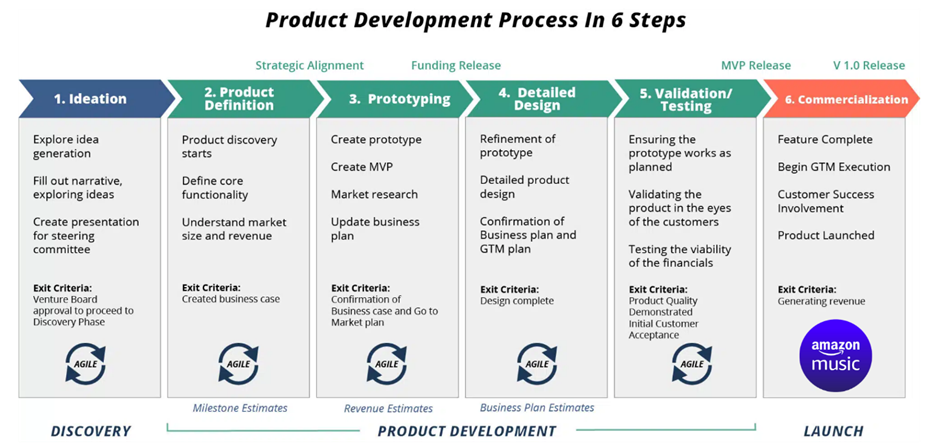 Product Development Process In 6 Steps
Strategic Alignment
Funding Release
MVP Release
V 1.0 Release
1. Ideation
Explore idea
generation
Fill out narrative,
exploring ideas
Create presentation
for steering
committee
Exit Criteria:
Venture Board
approval to proceed to
Discovery Phase
AGILE
2. Product
Definition
Product discovery
starts
Define core
functionality
Understand market
size and revenue
Exit Criteria:
Created business case
AGILE
3. Prototyping
Create prototype
Create MVP
Market research
Update business
plan
Exit Criteria:
Confirmation of
Business case and Go to
Market plan
AGILE
4. Detailed
Design
Refinement of
prototype
Detailed product
design
Confirmation of
Business plan and
GTM plan
Exit Criteria:
Design complete
AGILE
5. Validation/
Testing
Ensuring the
prototype works as
planned
Validating the
product in the eyes
of the customers
Testing the viability
of the financials
Exit Criteria:
Product Quality
Demonstrated
Initial Customer
Acceptance
AGILE
6. Commercialization
Feature Complete
Begin GTM Execution
Customer Success
Involvement
Product Launched
Exit Criteria:
Generating revenue
amazon
music
Milestone Estimates
Revenue Estimates
Business Plan Estimates
DISCOVERY
PRODUCT DEVELOPMENT
LAUNCH